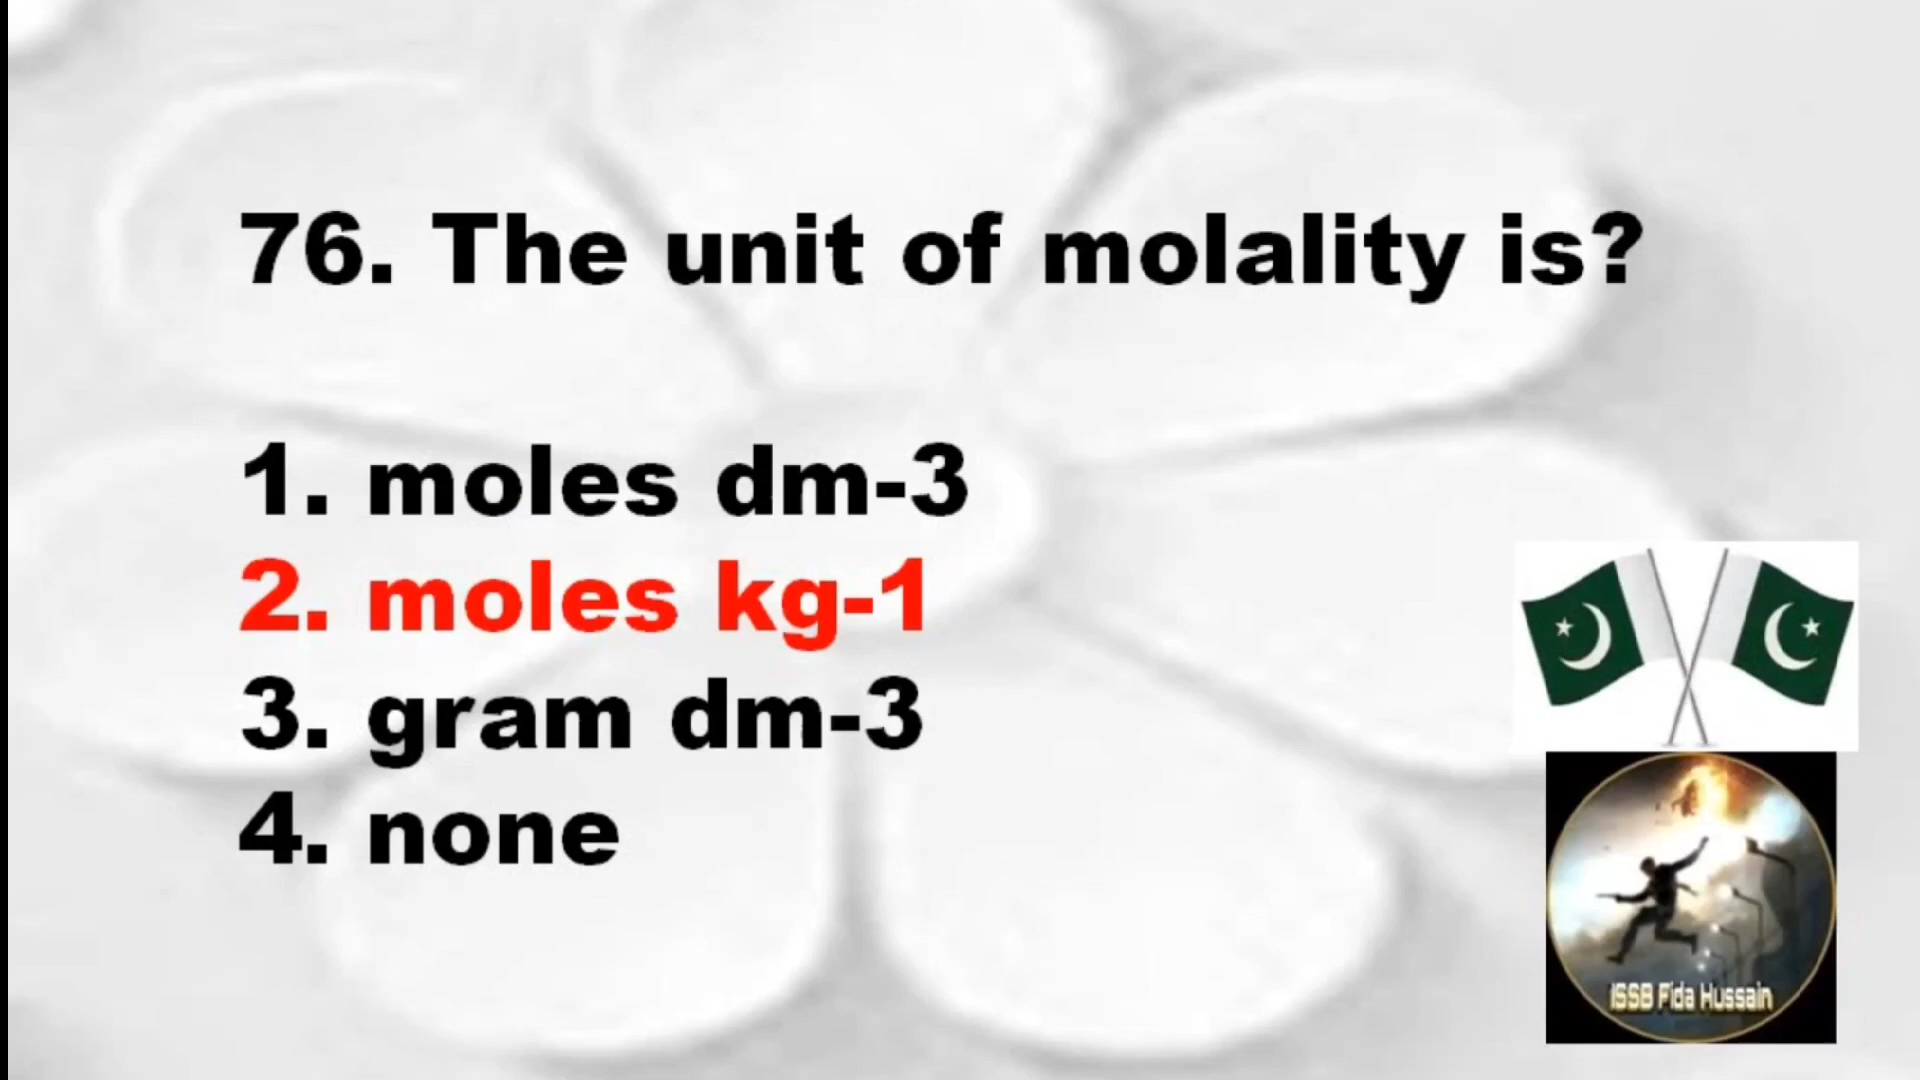 76. The unit of molality is?
1. moles dm-3
2. moles kg-1
3. gram dm-3
4. none
ISSB Fida Hussain